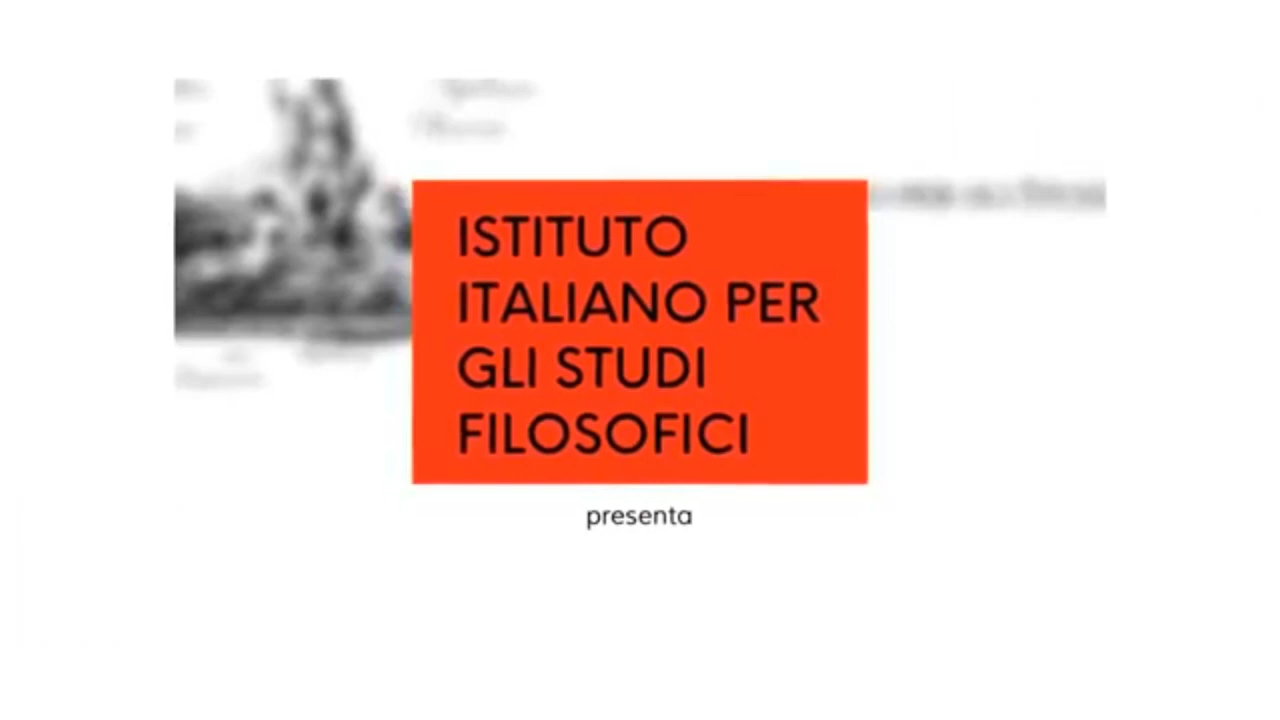 ISTITUTO
ITALIANO PER
GLI STUDI
FILOSOFICI
presenta